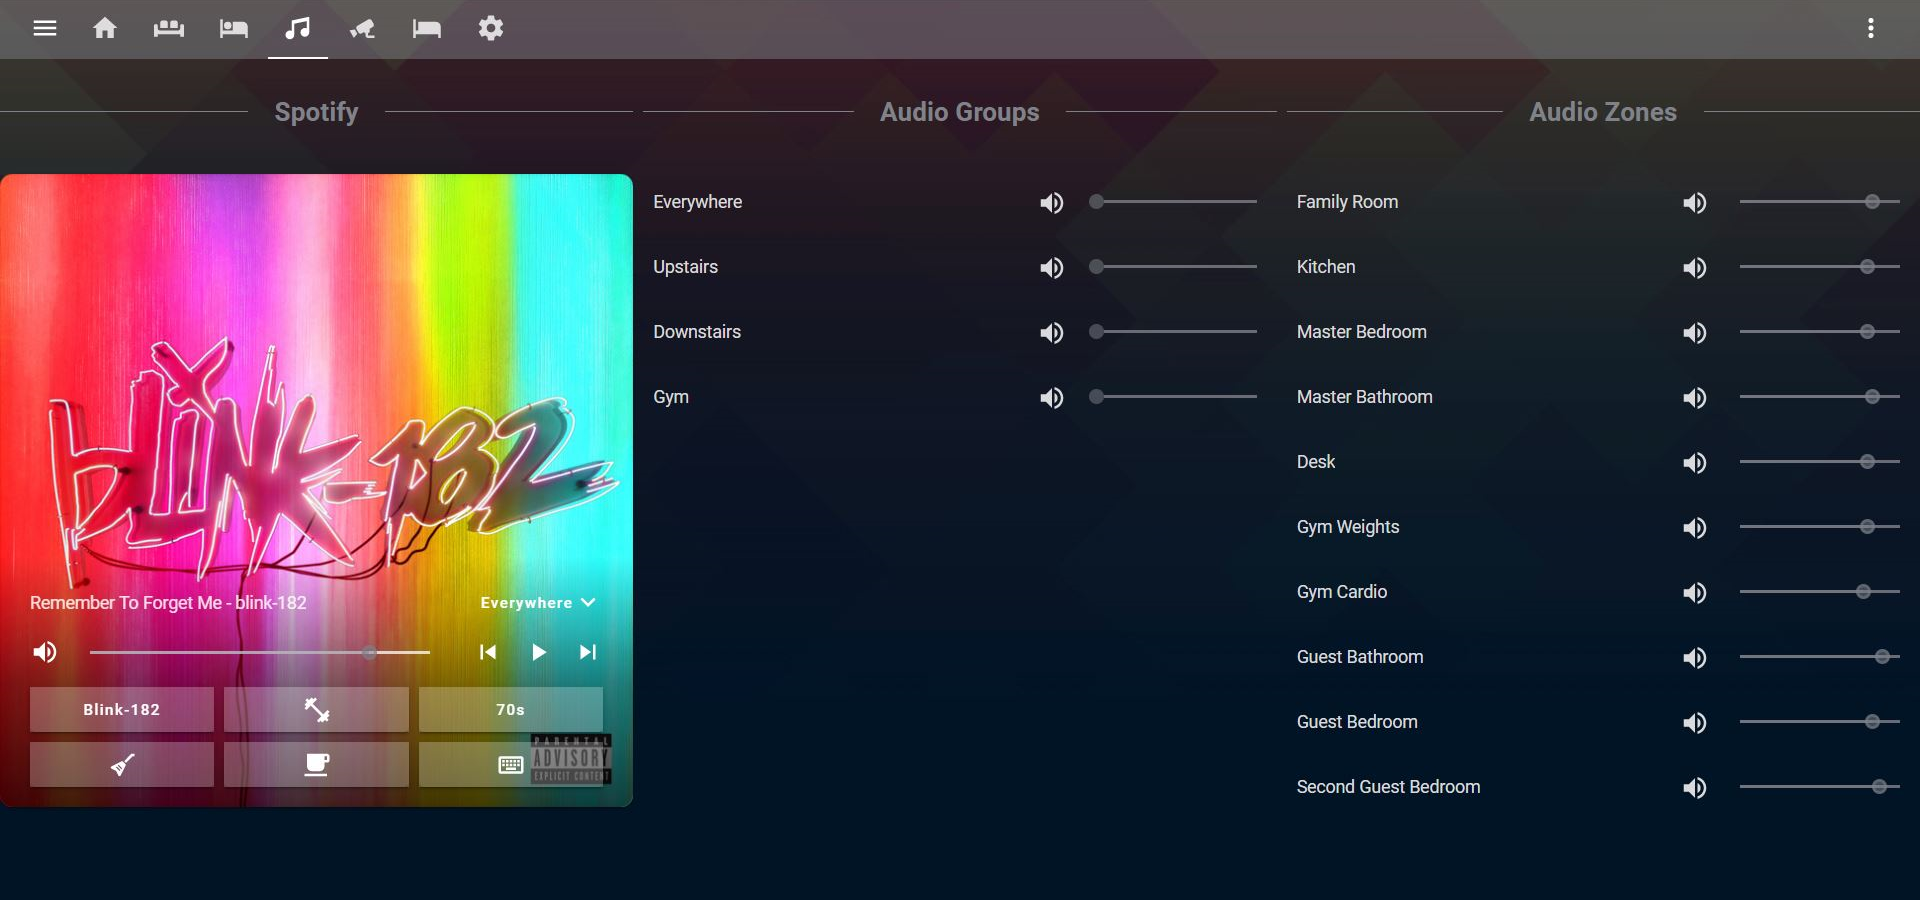 Spotify
Audio Groups
Audio Zones
blink-182
Remember To Forget Me - blink-182
Everywhere
Blink-182
70s
PARENTAL
ADVISORY
EXPLICIT CONTENT
Everywhere
Upstairs
Downstairs
Gym
Family Room
Kitchen
Master Bedroom
Master Bathroom
Desk
Gym Weights
Gym Cardio
Guest Bathroom
Guest Bedroom
Second Guest Bedroom